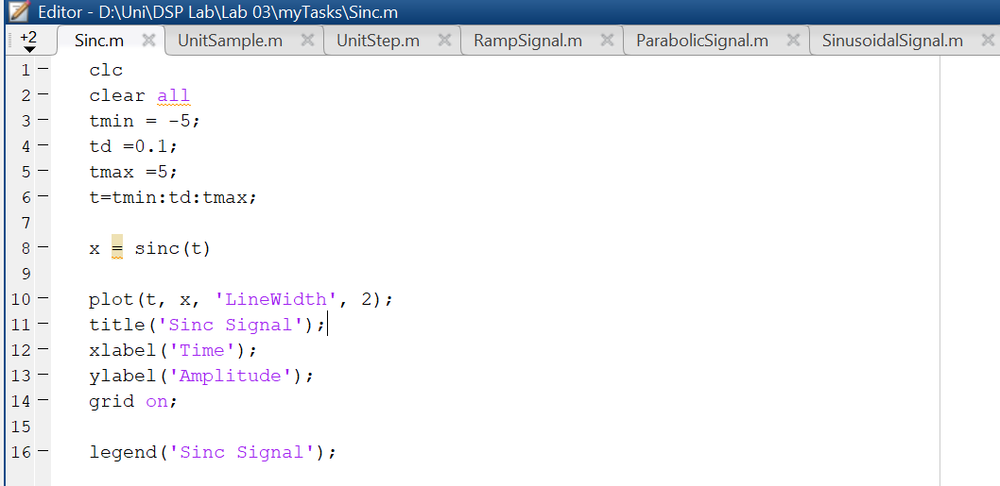 Editor - D:\Uni\DSP Lab\Lab 03\myTasks\Sinc.m
+2 Sinc.m UnitSample.m UnitStep.m RampSignal.m ParabolicSignal.m SinusoidalSignal.m
1 clc
2 clear all
3 tmin = -5;
4 td =0.1;
5 tmax =5;
6 t=tmin:td:tmax;
7
8 x = sinc(t)
9
10 plot(t, x, 'LineWidth', 2);
11 title('Sinc Signal');
12 xlabel('Time');
13 ylabel('Amplitude');
14 grid on;
15
16 legend('Sinc Signal');